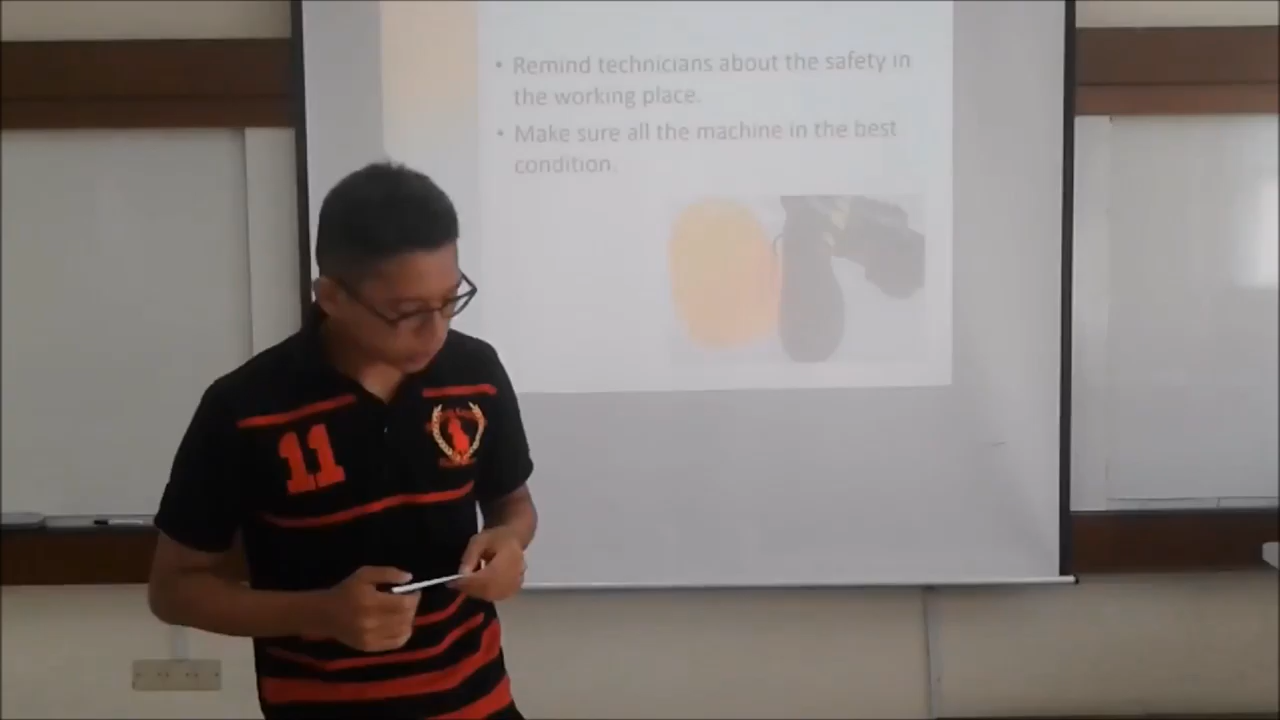 • Remind technicians about the safety in
the working place.
• Make sure all the machine in the best
condition.
11